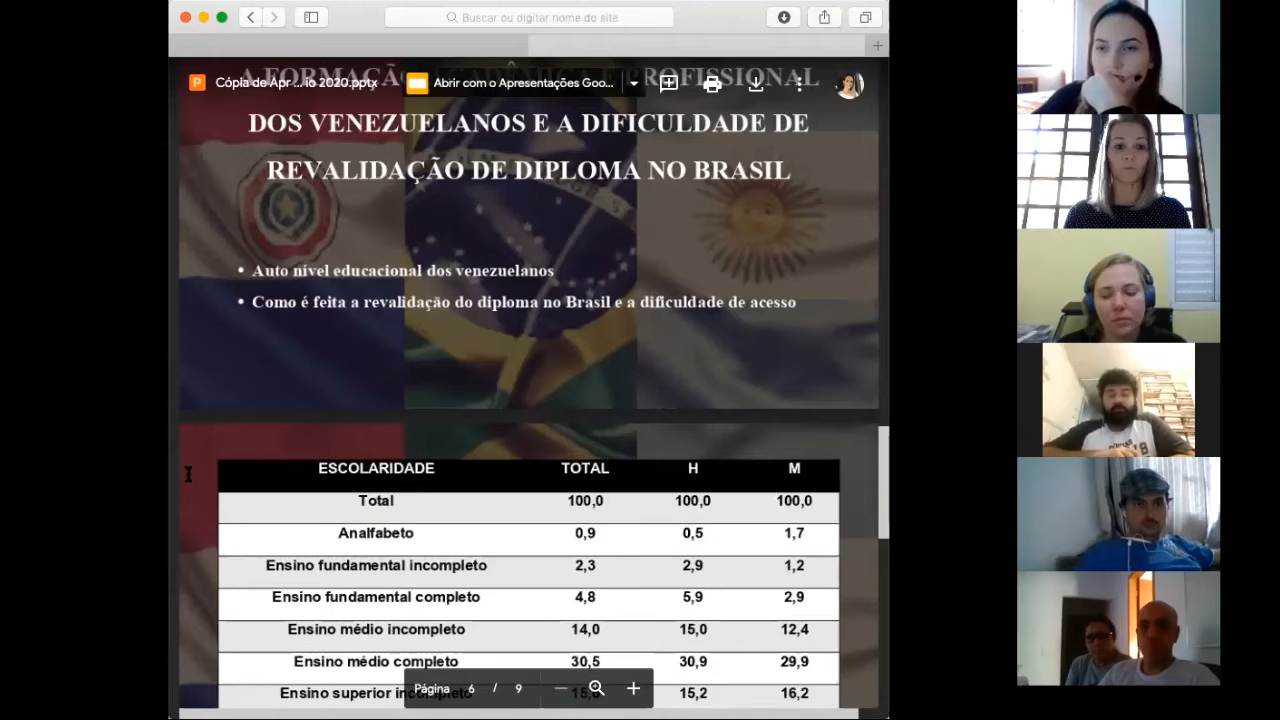 Buscar ou digitar nome do site
Cópia de Apr ... io 2020.pptx
Abrir com o Apresentações Goo...
A FORMAÇÃO PROFISSIONAL
DOS VENEZUELANOS E A DIFICULDADE DE
REVALIDAÇÃO DE DIPLOMA NO BRASIL
• Auto nível educacional dos venezuelanos
• Como é feita a revalidação do diploma no Brasil e a dificuldade de acesso
ESCOLARIDADE TOTAL H M
Total 100,0 100,0 100,0
Analfabeto 0,9 0,5 1,7
Ensino fundamental incompleto 2,3 2,9 1,2
Ensino fundamental completo 4,8 5,9 2,9
Ensino médio incompleto 14,0 15,0 12,4
Ensino médio completo 30,5 30,9 29,9
Ensino superior incompleto 15,2 16,2
Página 6 / 9